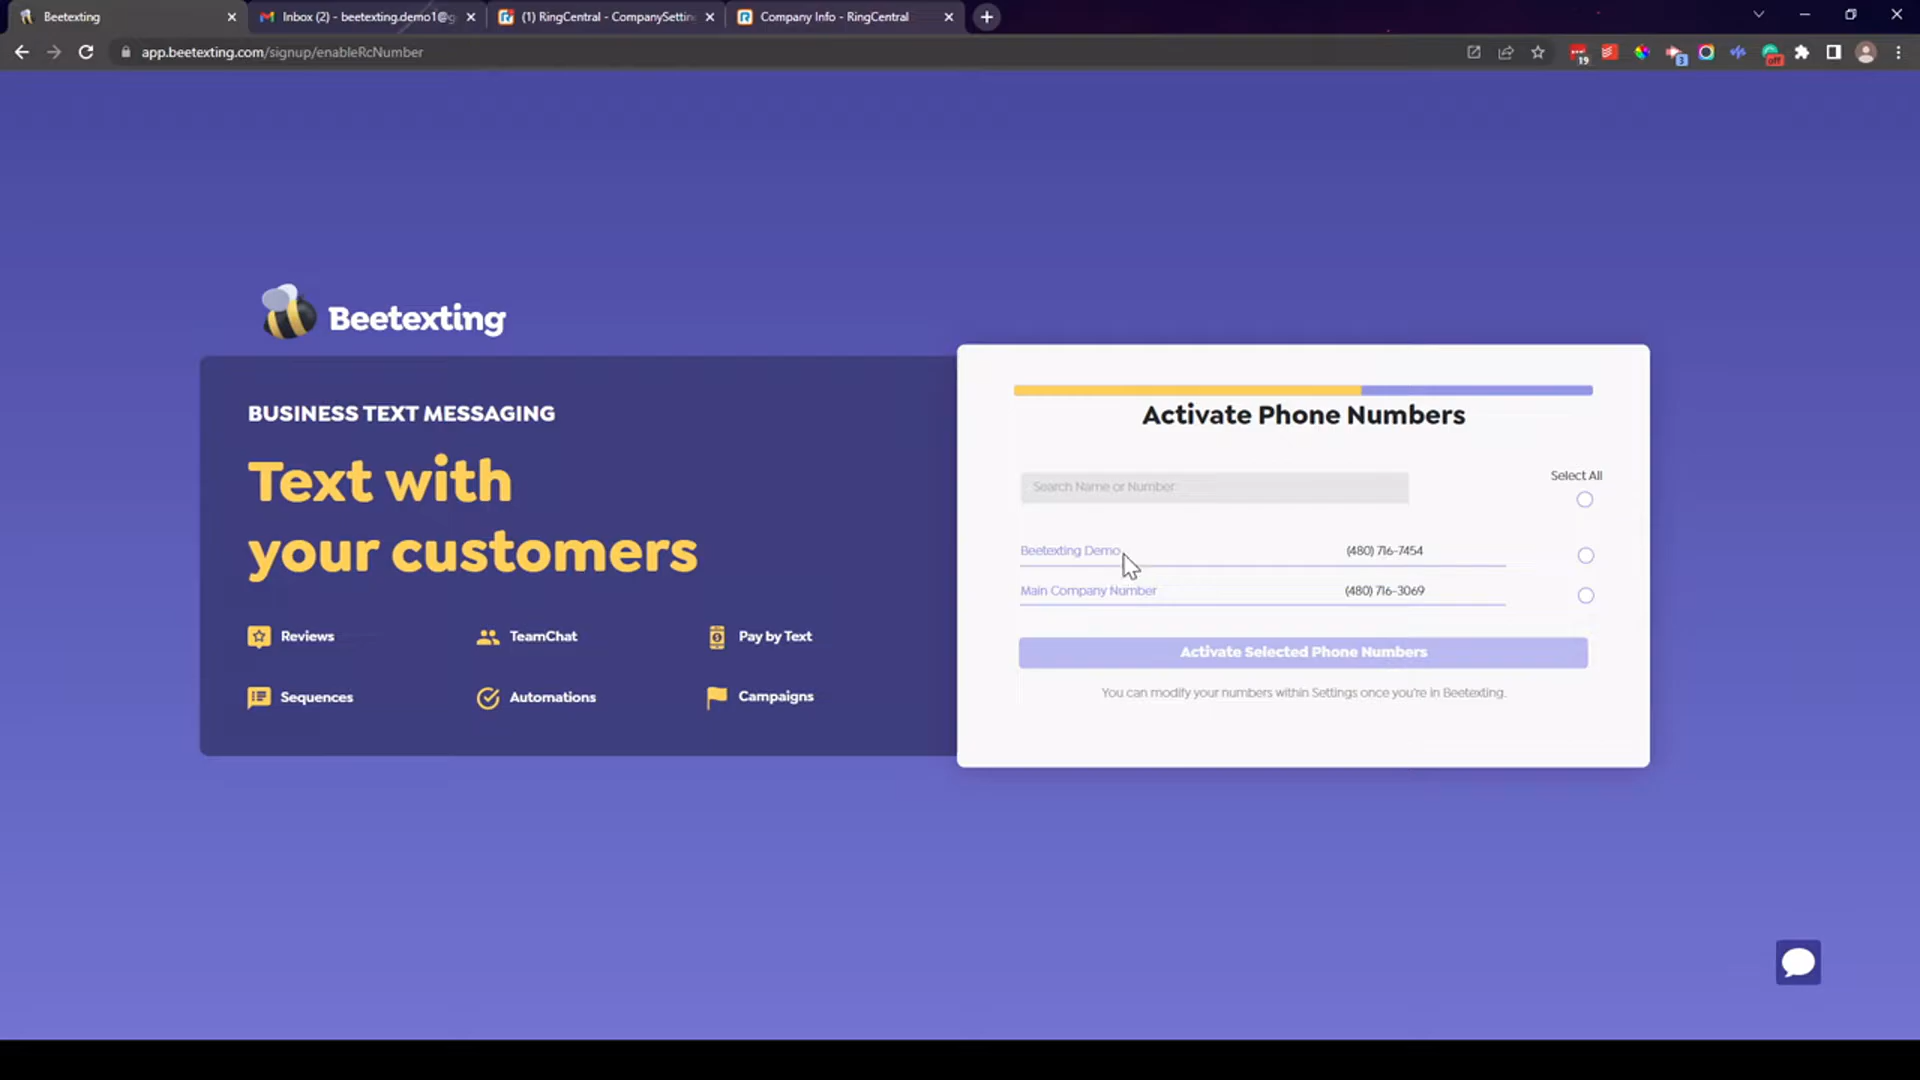 Beetexting
Inbox (2) - beetexting.demo1@g
(1) RingCentral - CompanySettin
Company Info - RingCentral
app.beetexting.com/signup/enableRcNumber
19
3
off
Beetexting
BUSINESS TEXT MESSAGING
Text with
your customers
Reviews
TeamChat
Pay by Text
Sequences
Automations
Campaigns
Activate Phone Numbers
Search Name or Number
Select All
Beetexting Demo
(480) 716-7454
Main Company Number
(480) 716-3069
Activate Selected Phone Numbers
You can modify your numbers within Settings once you're in Beetexting.